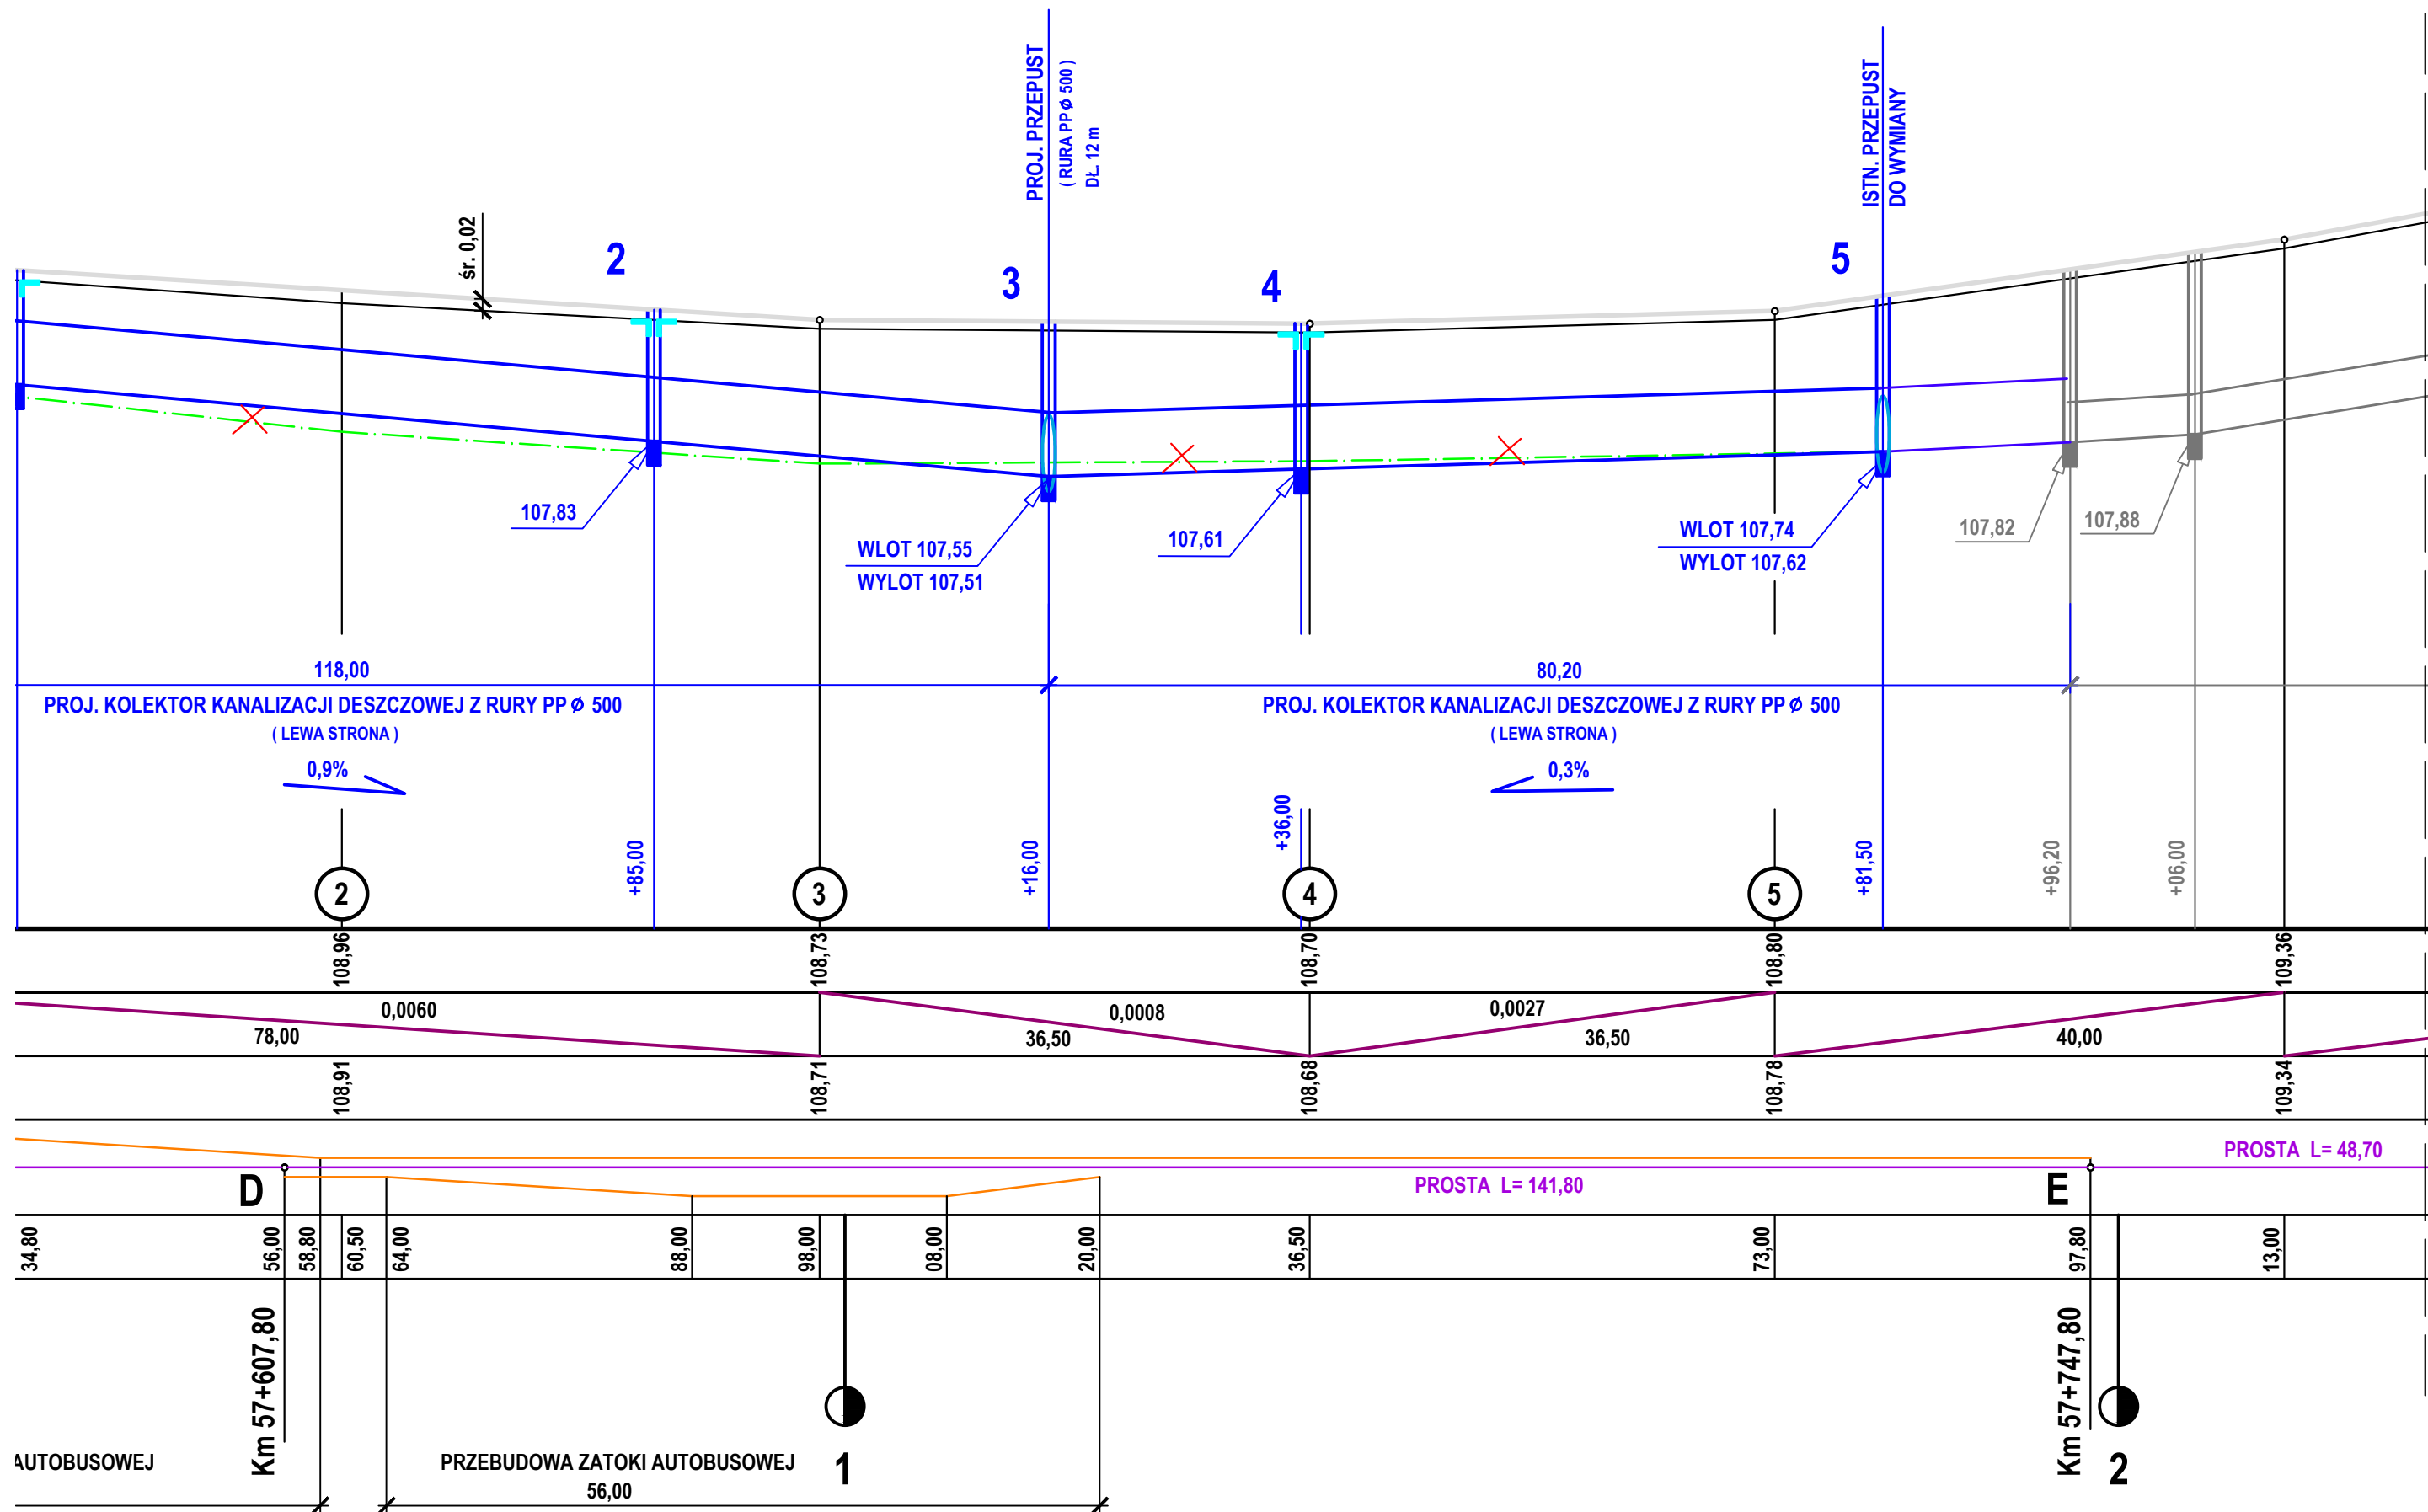 PROJ. PRZEPUST
( RURA PP Ø 500 )
DŁ. 12 m
ISTN. PRZEPUST
DO WYMIANY
śr. 0,02
2
3
4
5
107,83
WLOT 107,55
WYLOT 107,51
107,61
WLOT 107,74
WYLOT 107,62
107,82
107,88
118,00
80,20
PROJ. KOLEKTOR KANALIZACJI DESZCZOWEJ Z RURY PP Ø 500
( LEWA STRONA )
0,9%
PROJ. KOLEKTOR KANALIZACJI DESZCZOWEJ Z RURY PP Ø 500
( LEWA STRONA )
0,3%
+85,00
+16,00
+36,00
+81,50
+96,20
+06,00
2
3
4
5
108,96
108,73
108,70
108,80
109,36
0,0060
78,00
0,0008
36,50
0,0027
36,50
40,00
108,91
108,71
108,68
108,78
109,34
PROSTA L= 48,70
D
PROSTA L= 141,80
E
34,80
56,00
58,80
60,50
64,00
88,00
98,00
08,00
20,00
36,50
73,00
97,80
13,00
Km 57+607,80
Km 57+747,80
AUTOBUSOWEJ
PRZEBUDOWA ZATOKI AUTOBUSOWEJ
56,00
1
2